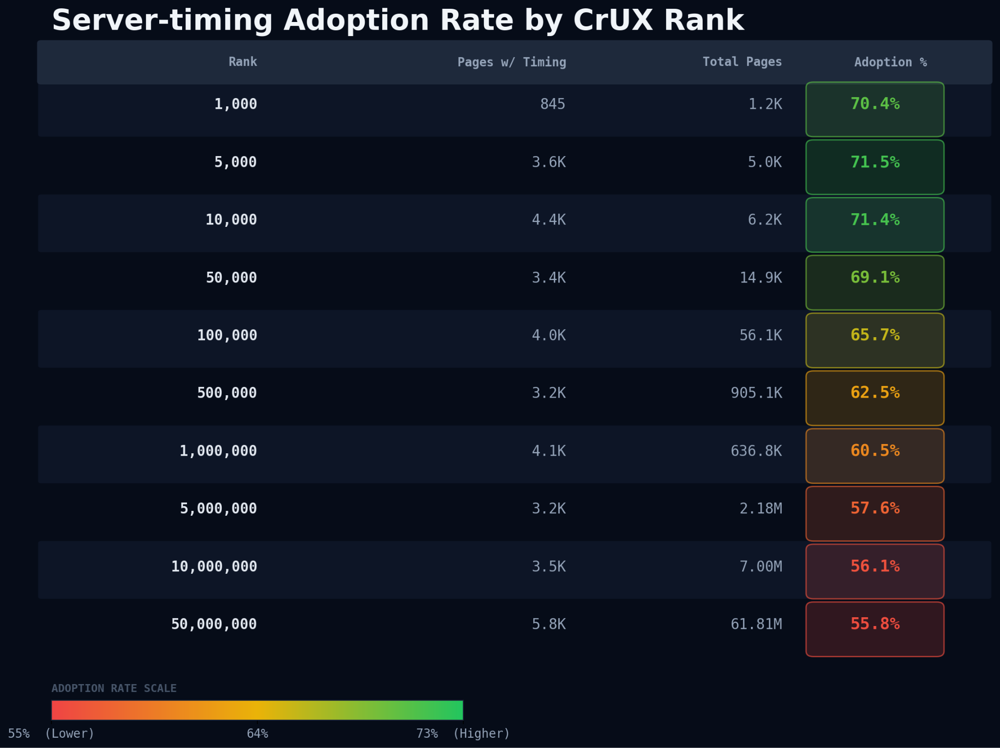 Server-timing Adoption Rate by CrUX Rank
Rank Pages w/ Timing Total Pages Adoption %
1,000 845 1.2K 70.4%
5,000 3.6K 5.0K 71.5%
10,000 4.4K 6.2K 71.4%
50,000 3.4K 14.9K 69.1%
100,000 4.0K 56.1K 65.7%
500,000 3.2K 905.1K 62.5%
1,000,000 4.1K 636.8K 60.5%
5,000,000 3.2K 2.18M 57.6%
10,000,000 3.5K 7.00M 56.1%
50,000,000 5.8K 61.81M 55.8%
ADOPTION RATE SCALE
55% (Lower) 64% 73% (Higher)